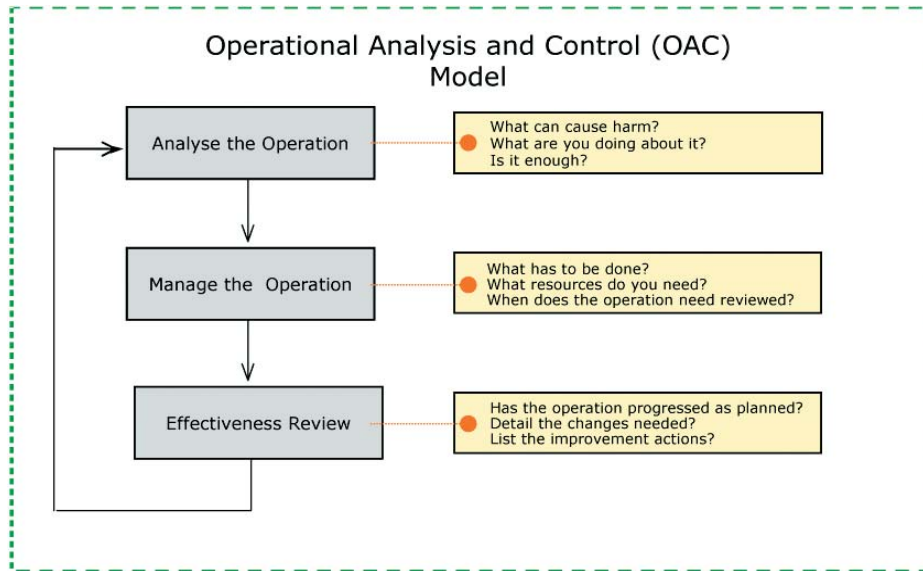 Operational Analysis and Control (OAC)
Model
Analyse the Operation
What can cause harm?
What are you doing about it?
Is it enough?
Manage the Operation
What has to be done?
What resources do you need?
When does the operation need reviewed?
Effectiveness Review
Has the operation progressed as planned?
Detail the changes needed?
List the improvement actions?